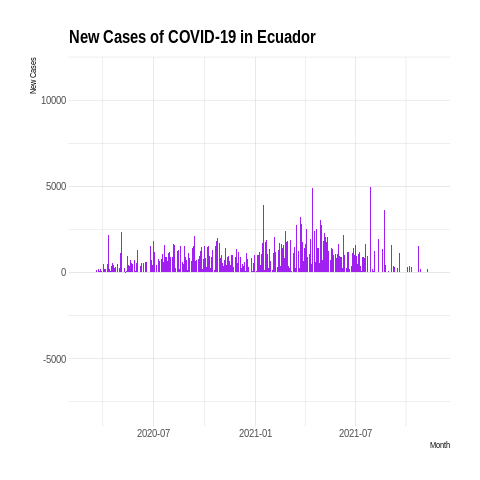 New Cases of COVID-19 in Ecuador
New Cases
10000
5000
0
-5000
2020-07
2021-01
2021-07
Month